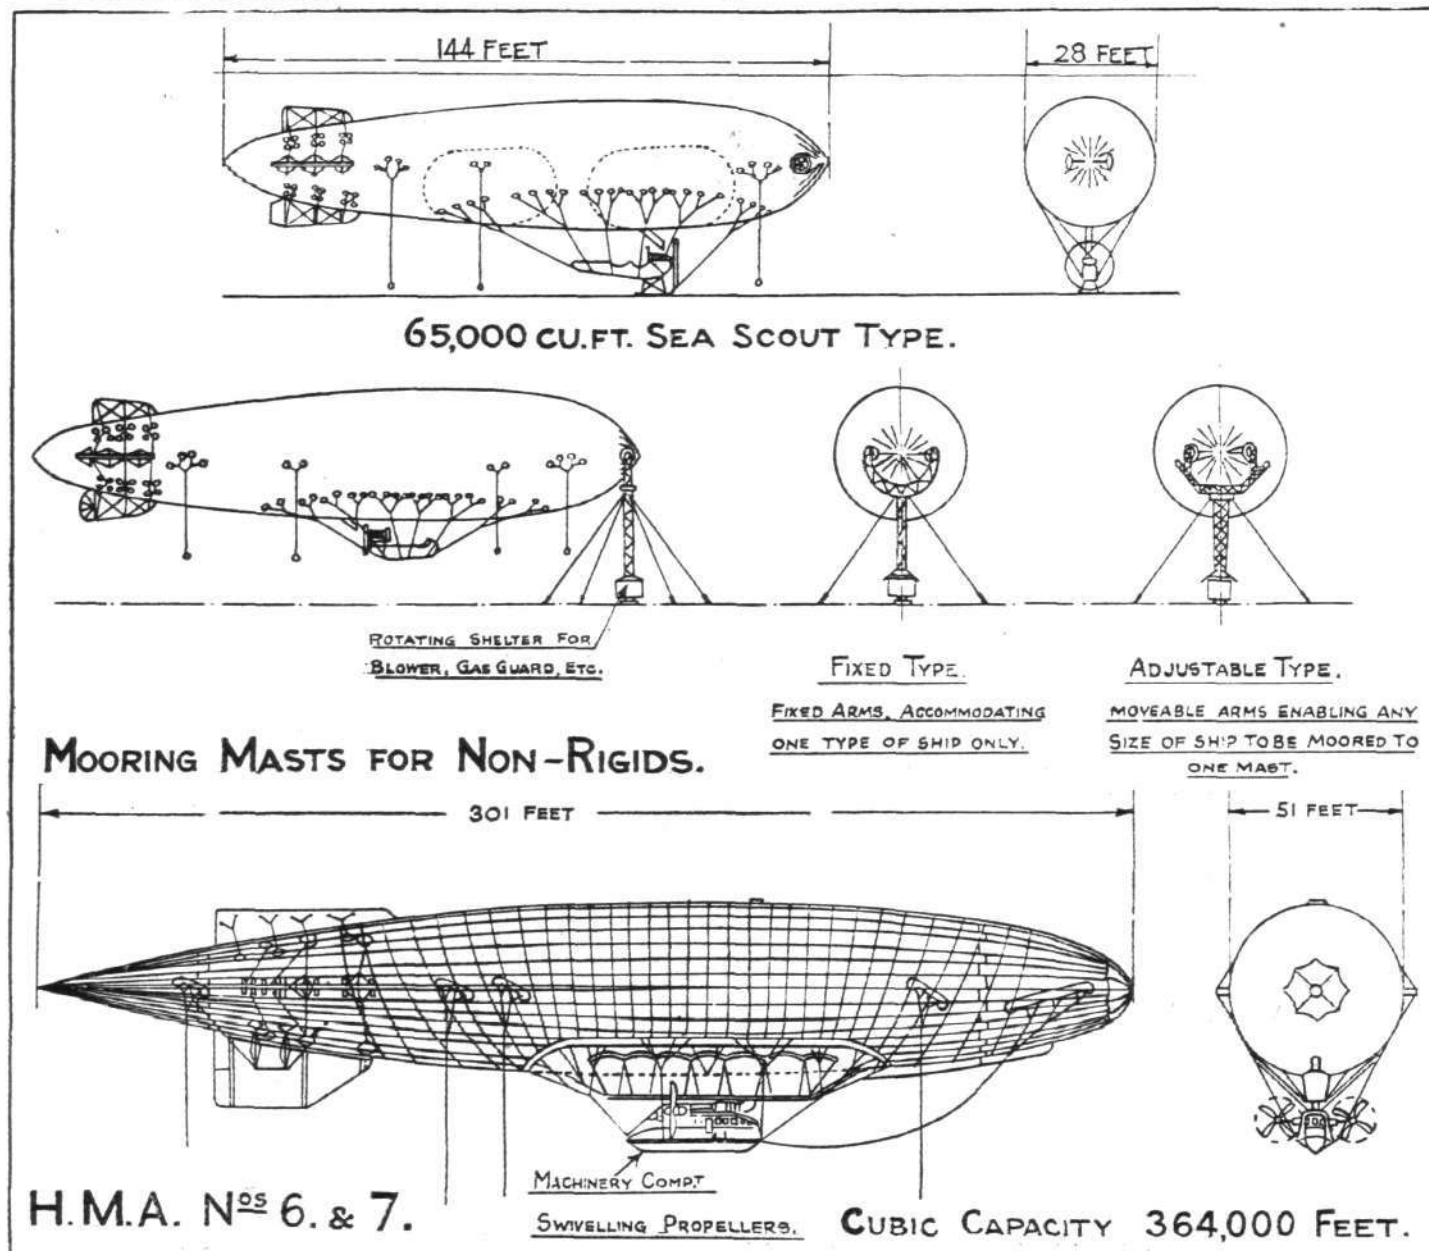 144 FEET
28 FEET
65,000 CU.FT. SEA SCOUT TYPE.
ROTATING SHELTER FOR
BLOWER, GAS GUARD, ETC.
FIXED TYPE.
FIXED ARMS, ACCOMMODATING
ONE TYPE OF SHIP ONLY.
ADJUSTABLE TYPE.
MOVEABLE ARMS ENABLING ANY
SIZE OF SHIP TO BE MOORED TO
ONE MAST.
MOORING MASTS FOR NON-RIGIDS.
301 FEET
51 FEET
MACHINERY COMPT
SWIVELLING PROPELLERS.
H.M.A. Nos 6. & 7.
CUBIC CAPACITY 364,000 FEET.